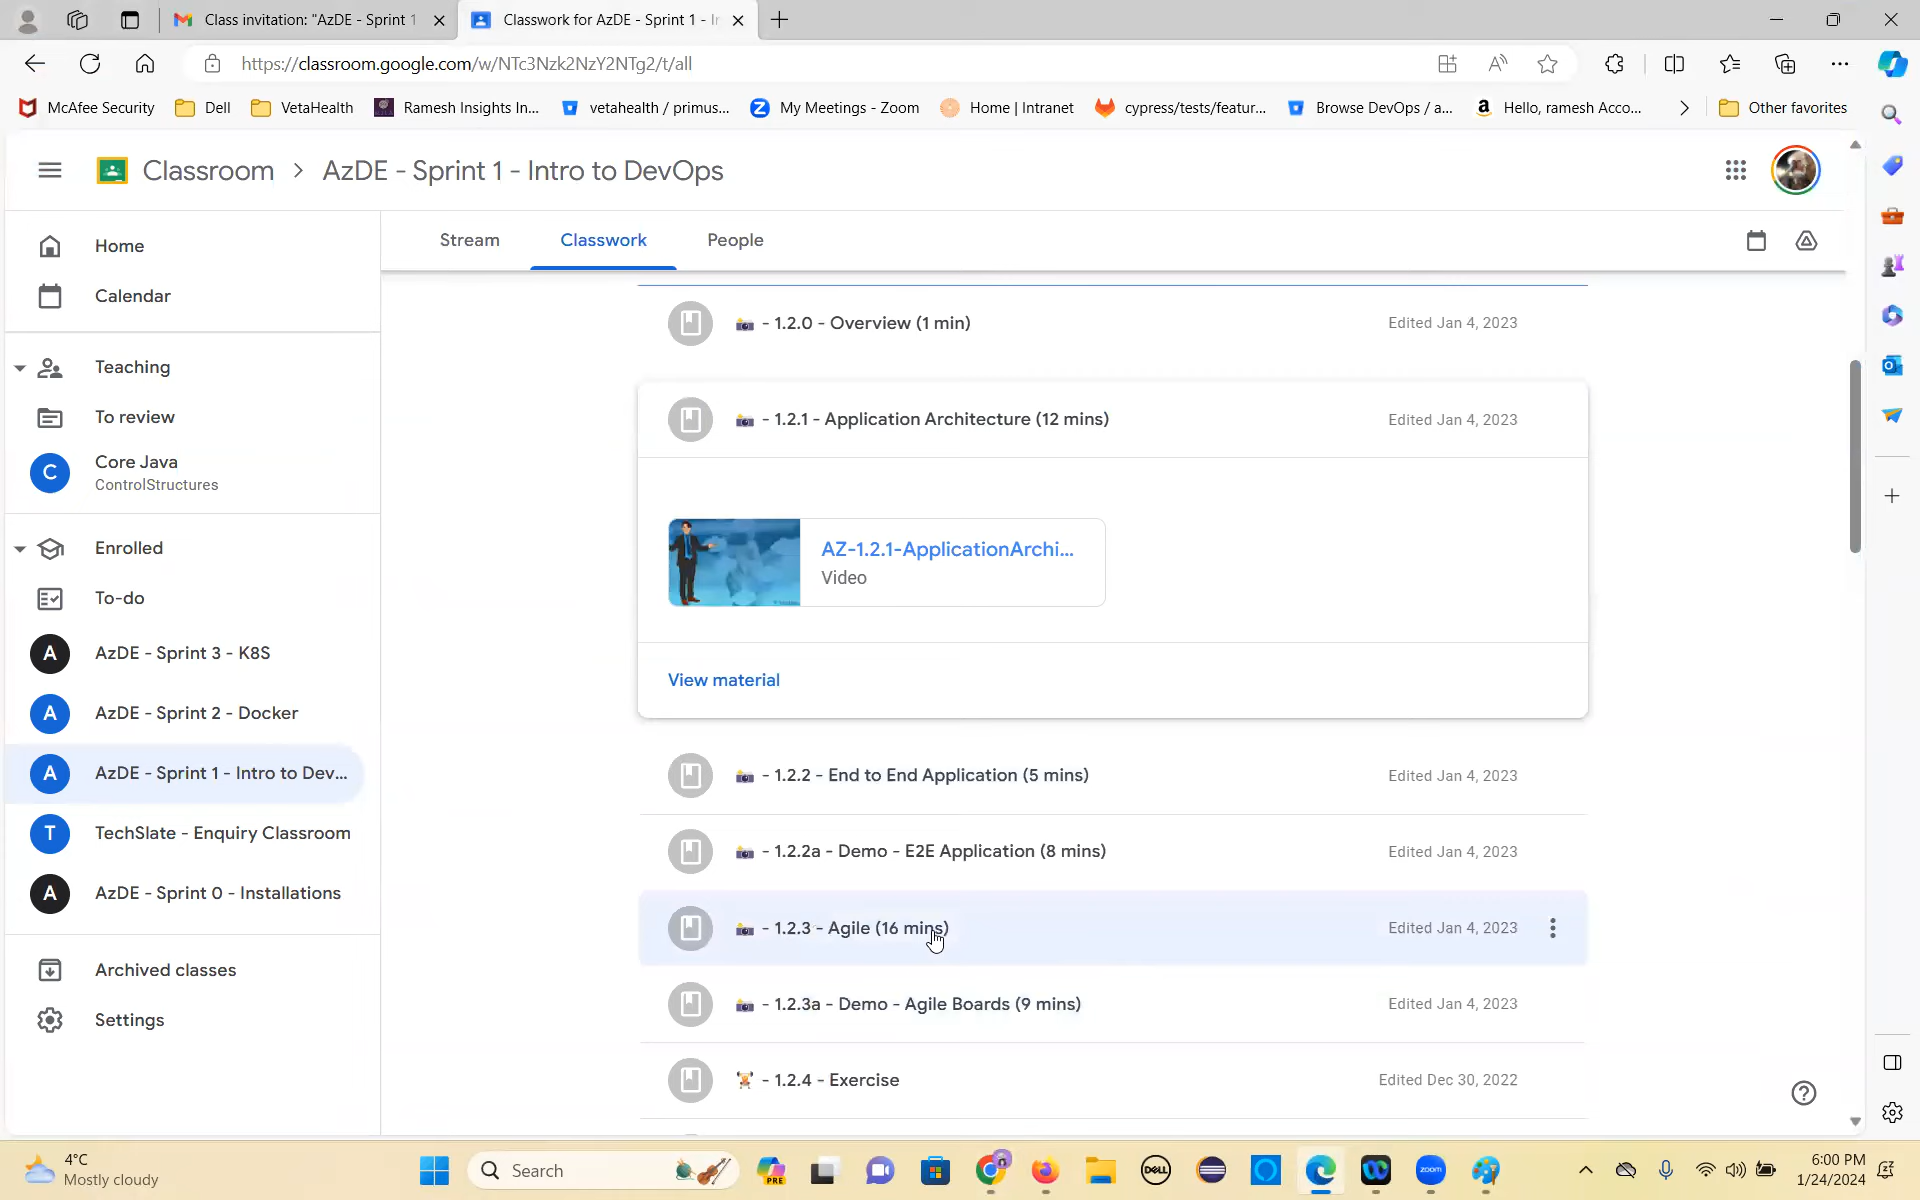 Class invitation: "AzDE - Sprint 1
Classwork for AzDE - Sprint 1 - In
https://classroom.google.com/w/NTc3Nzk2NzY2NTg2/t/all
McAfee Security
Dell
VetaHealth
Ramesh Insights In...
vetahealth / primus...
My Meetings - Zoom
Home | Intranet
cypress/tests/featur...
Browse DevOps / a...
Hello, ramesh Acco...
Other favorites
Classroom > AzDE - Sprint 1 - Intro to DevOps
Home
Calendar
Teaching
To review
C
Core Java
ControlStructures
Enrolled
To-do
A
AzDE - Sprint 3 - K8S
A
AzDE - Sprint 2 - Docker
A
AzDE - Sprint 1 - Intro to Dev...
T
TechSlate - Enquiry Classroom
A
AzDE - Sprint 0 - Installations
Archived classes
Settings
Stream
Classwork
People
- 1.2.0 - Overview (1 min)
Edited Jan 4, 2023
- 1.2.1 - Application Architecture (12 mins)
Edited Jan 4, 2023
AZ-1.2.1-ApplicationArchi...
Video
View material
- 1.2.2 - End to End Application (5 mins)
Edited Jan 4, 2023
- 1.2.2a - Demo - E2E Application (8 mins)
Edited Jan 4, 2023
- 1.2.3 - Agile (16 mins)
Edited Jan 4, 2023
- 1.2.3a - Demo - Agile Boards (9 mins)
Edited Jan 4, 2023
- 1.2.4 - Exercise
Edited Dec 30, 2022
4°C
Mostly cloudy
Search
PRE
DELL
zoom
6:00 PM
1/24/2024